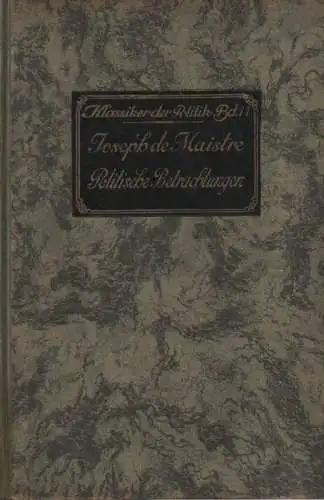 Klassiker der Politik Bd. 11
Joseph de Maistre
Politische Betrachtungen